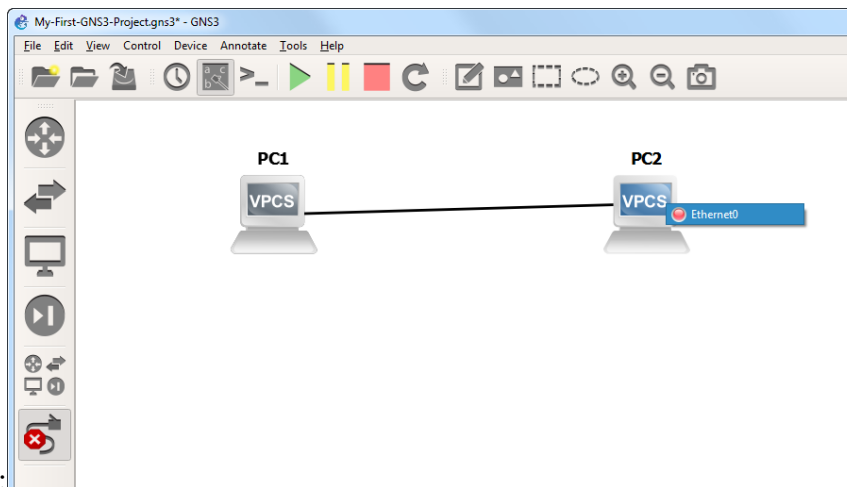 My-First-GNS3-Project.gns3* - GNS3
File Edit View Control Device Annotate Tools Help
PC1
PC2
VPCS
VPCS
Ethernet0